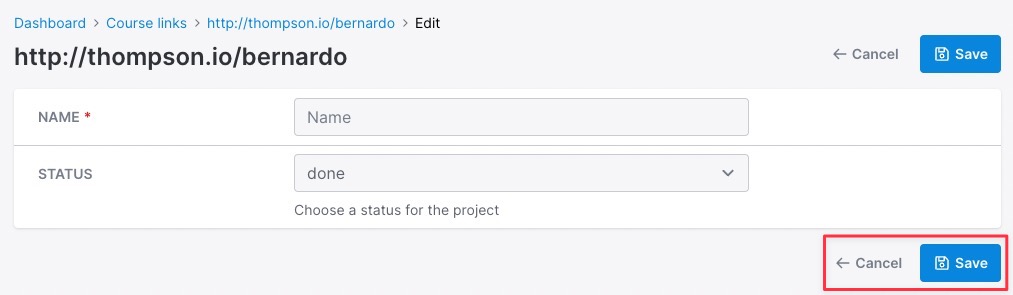 Dashboard > Course links > http://thompson.io/bernardo > Edit
http://thompson.io/bernardo
← Cancel Save
NAME * Name
STATUS done
Choose a status for the project
← Cancel Save